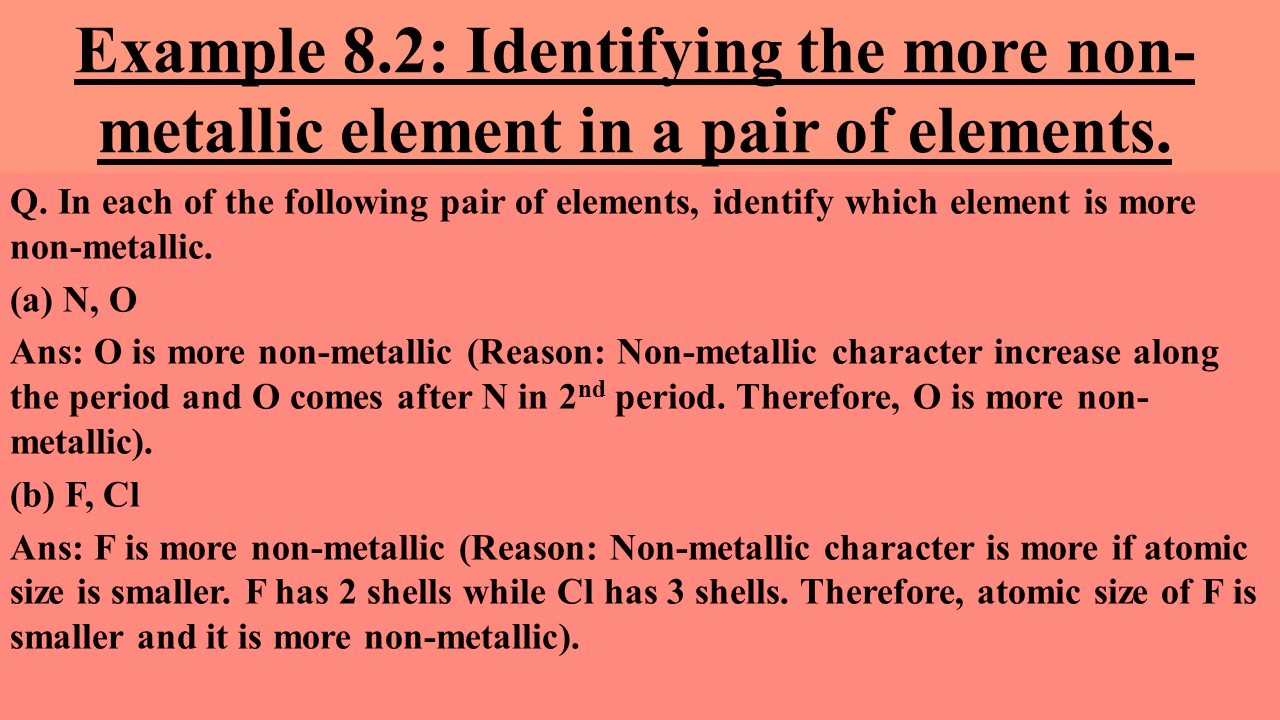 Example 8.2: Identifying the more non-
metallic element in a pair of elements.
Q. In each of the following pair of elements, identify which element is more
non-metallic.
(a) N, O
Ans: O is more non-metallic (Reason: Non-metallic character increase along
the period and O comes after N in 2nd period. Therefore, O is more non-
metallic).
(b) F, Cl
Ans: F is more non-metallic (Reason: Non-metallic character is more if atomic
size is smaller. F has 2 shells while Cl has 3 shells. Therefore, atomic size of F is
smaller and it is more non-metallic).